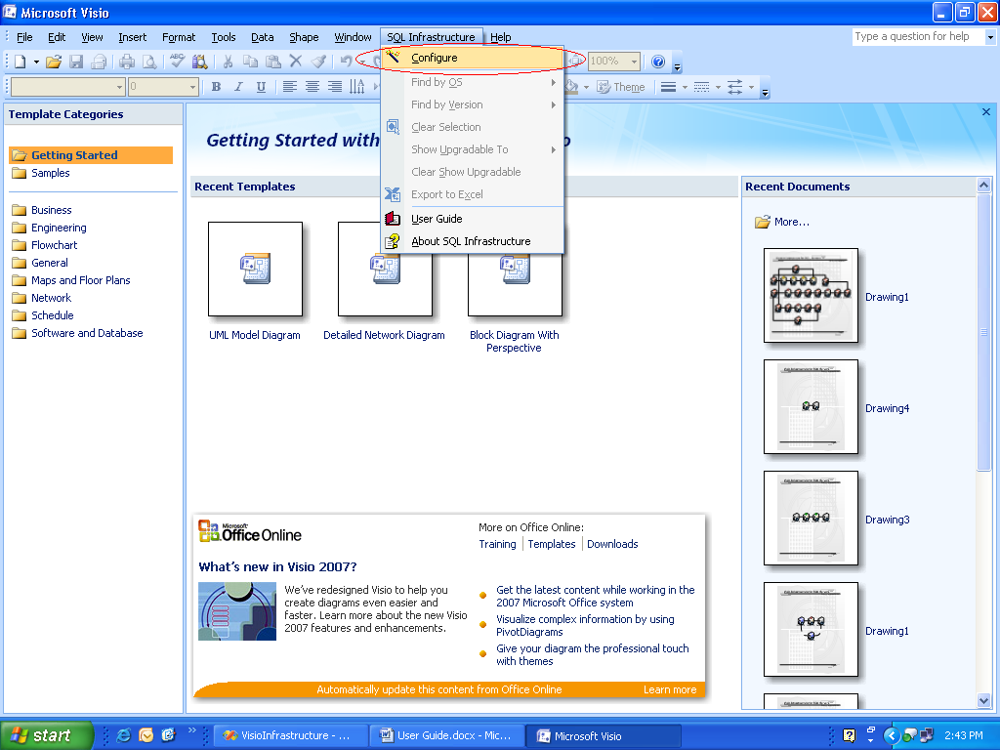 Microsoft Visio
File Edit View Insert Format Tools Data Shape Window SQL Infrastructure Help
Type a question for help
100%
0
B I U
Theme
Configure
Find by OS
Find by Version
Clear Selection
Show Upgradable To
Clear Show Upgradable
Export to Excel
User Guide
About SQL Infrastructure
Template Categories
Getting Started
Samples
Business
Engineering
Flowchart
General
Maps and Floor Plans
Network
Schedule
Software and Database
Getting Started with
Recent Templates
UML Model Diagram
Detailed Network Diagram
Block Diagram With
Perspective
Recent Documents
More...
Drawing1
Drawing4
Drawing3
Drawing1
Microsoft
Office Online
More on Office Online:
Training Templates Downloads
What's new in Visio 2007?
We've redesigned Visio to help you
create diagrams even easier and
faster. Learn more about the new Visio
2007 features and enhancements.
Get the latest content while working in the
2007 Microsoft Office system
Visualize complex information by using
PivotDiagrams
Give your diagram the professional touch
with themes
Automatically update this content from Office Online
Learn more
start
VisioInfrastructure - ...
User Guide.docx - Mic...
Microsoft Visio
2:43 PM